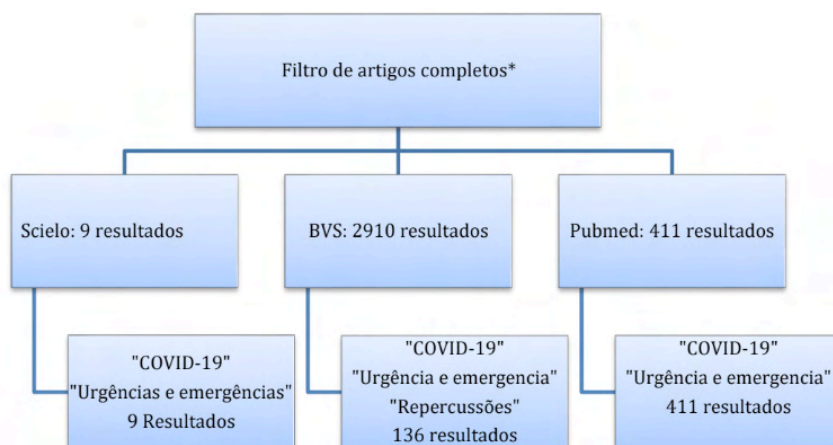 Filtro de artigos completos*
Scielo: 9 resultados
BVS: 2910 resultados
Pubmed: 411 resultados
"COVID-19"
"Urgências e emergências"
9 Resultados
"COVID-19"
"Urgência e emergencia"
"Repercussões"
136 resultados
"COVID-19"
"Urgência e emergencia"
411 resultados